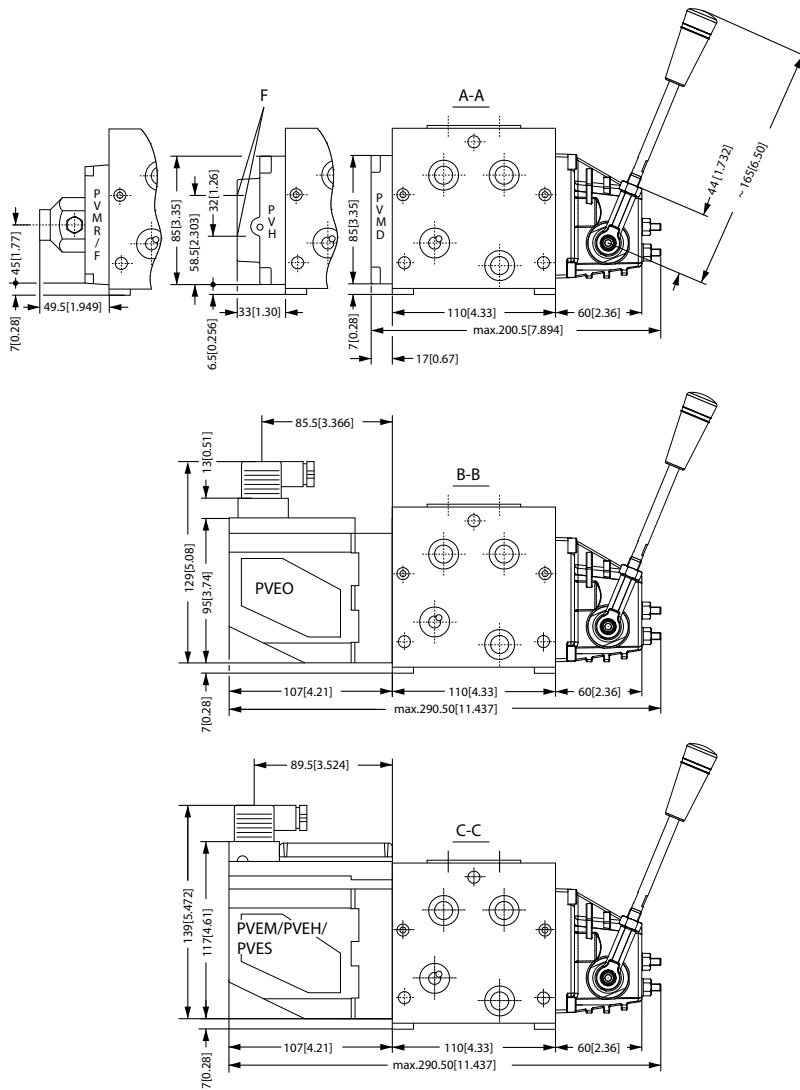 F
A-A
PVMR/F
45[1.77]
49.5[1.949]
7[0.28]
85[3.35]
58.5[2.303]
32[1.26]
PVH
33[1.30]
6.5[0.256]
85[3.35]
PVMD
7[0.28]
17[0.67]
110[4.33]
60[2.36]
max.200.5[7.894]
44 [1.732]
~ 165[6.50]
85.5[3.366]
13[0.51]
B-B
129[5.08]
95[3.74]
PVEO
7[0.28]
107[4.21]
110[4.33]
60[2.36]
max.290.50[11.437]
89.5[3.524]
C-C
139[5.472]
117[4.61]
PVEM/PVEH/
PVES
7[0.28]
107[4.21]
110[4.33]
60[2.36]
max.290.50[11.437]